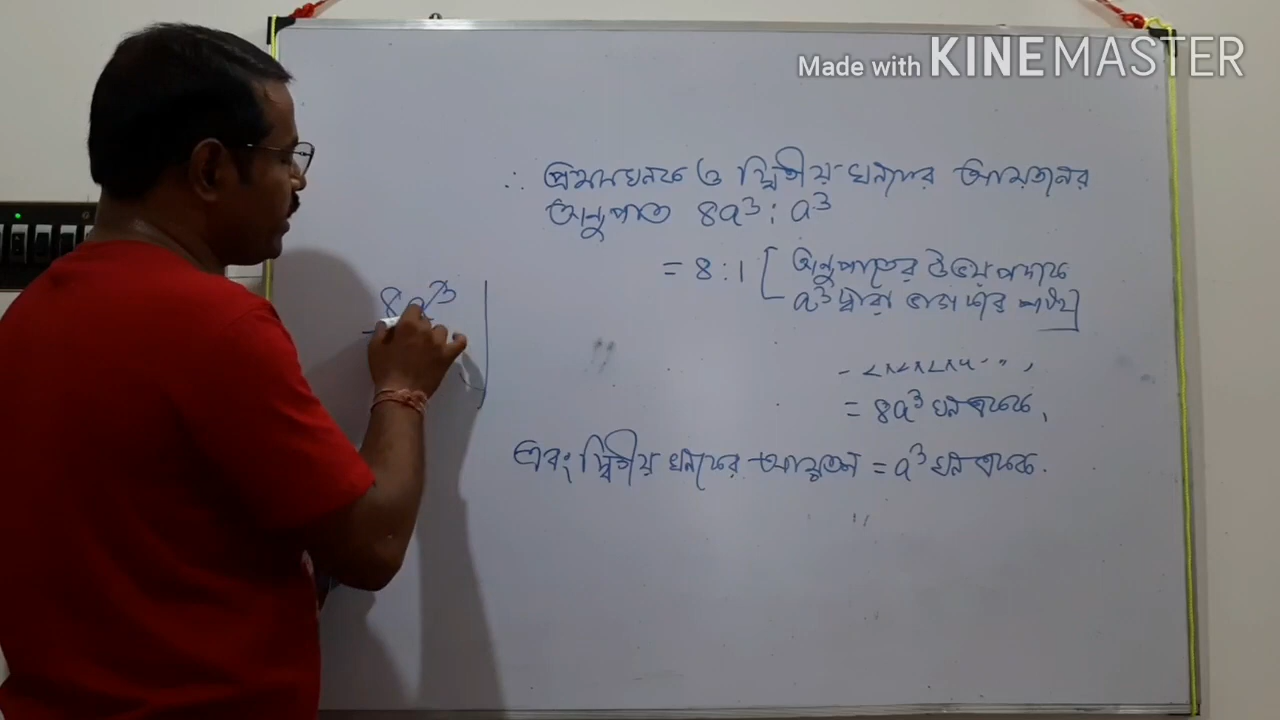 Made with KINEMASTER
∴ প্রথম ঘনকে ও দ্বিতীয় ঘনকের আয়তনের
অনুপাত 8a³ : a³
= 8 : 1 [ অনুপাতের উভয় পদকে
a³ দ্বারা ভাগ করে পাই ]
8a³
= 8a³ ঘন একক,
এবং দ্বিতীয় ঘনকের আয়তন = a³ ঘন একক.